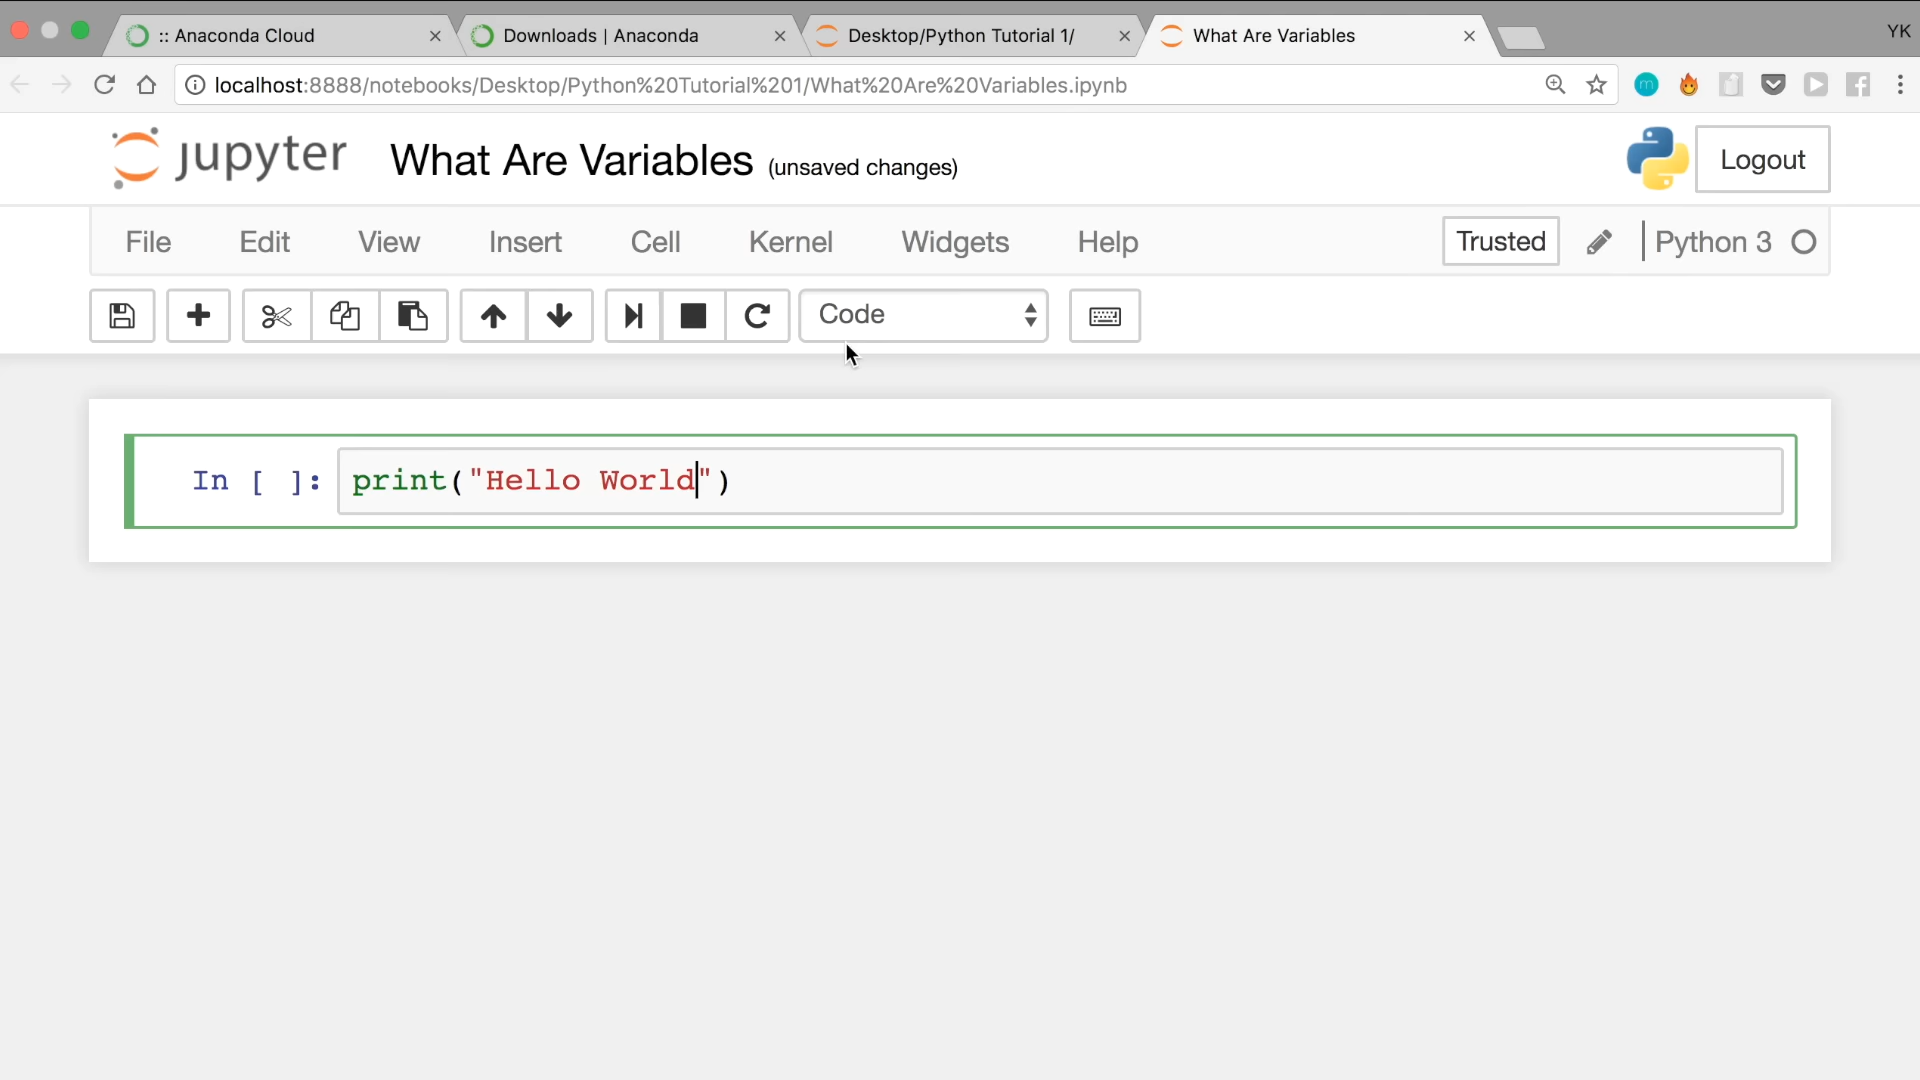 :: Anaconda Cloud
Downloads | Anaconda
Desktop/Python Tutorial 1/
What Are Variables
YK
localhost:8888/notebooks/Desktop/Python%20Tutorial%201/What%20Are%20Variables.ipynb
m
jupyter
What Are Variables (unsaved changes)
Logout
File Edit View Insert Cell Kernel Widgets Help
Trusted
Python 3
Code
In [ ]: print("Hello World")